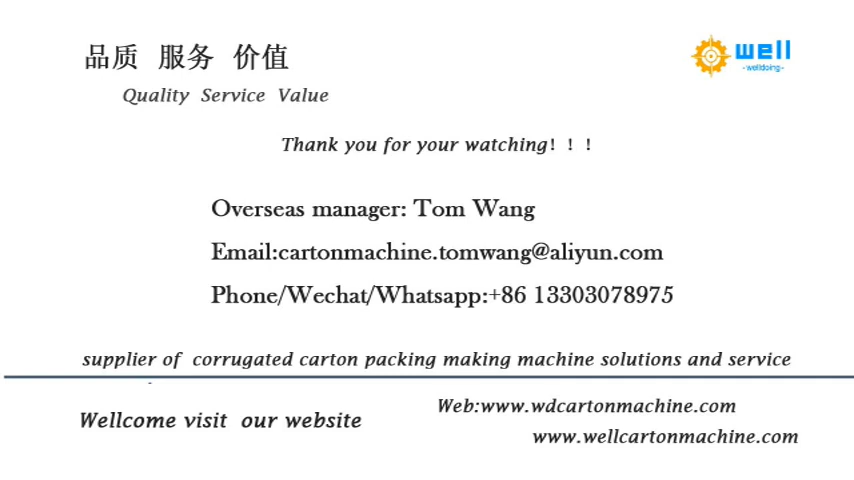 品质 服务 价值
well
-welldoing-
Quality Service Value
Thank you for your watching！！！
Overseas manager: Tom Wang
Email:cartonmachine.tomwang@aliyun.com
Phone/Wechat/Whatsapp:+86 13303078975
supplier of corrugated carton packing making machine solutions and service
Wellcome visit our website
Web:www.wdcartonmachine.com
www.wellcartonmachine.com